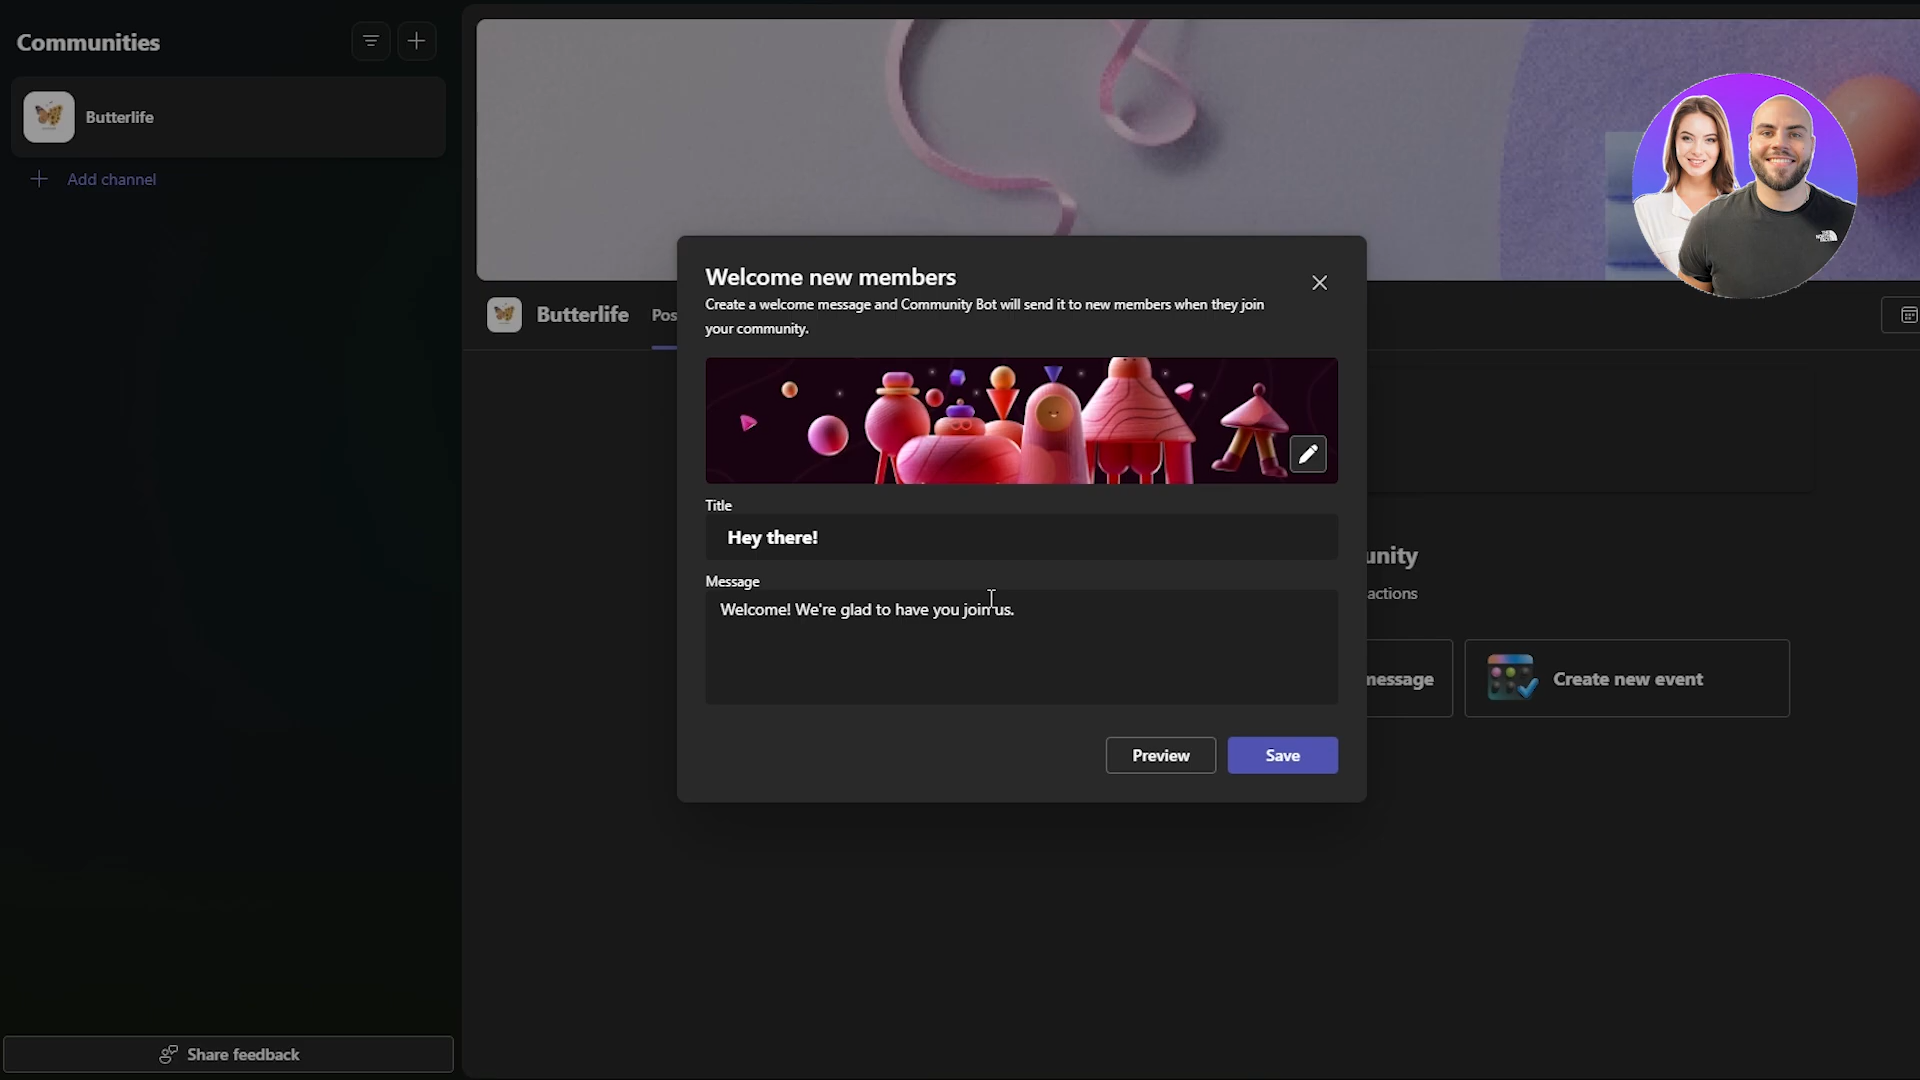 Communities
Butterlife
Add channel
Share feedback
Butterlife
Pos
Welcome new members
Create a welcome message and Community Bot will send it to new members when they join
your community.
Title
Hey there!
Message
Welcome! We're glad to have you join us.
Preview
Save
unity
actions
message
Create new event